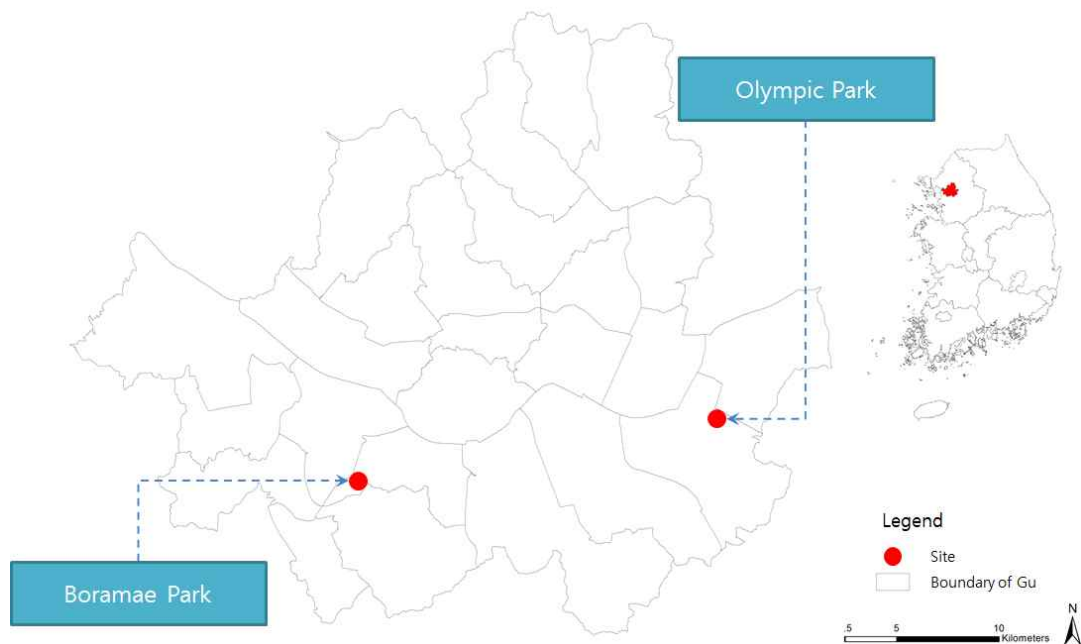 Olympic Park
Boramae Park
Legend
Site
Boundary of Gu
N
.5 5 10
Kilometers